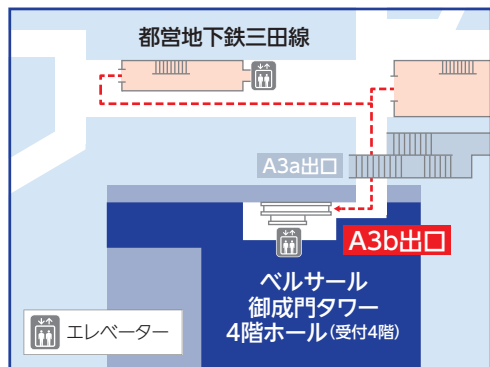 都営地下鉄三田線
A3a出口
A3b出口
ベルサール
御成門タワー
4階ホール(受付4階)
エレベーター